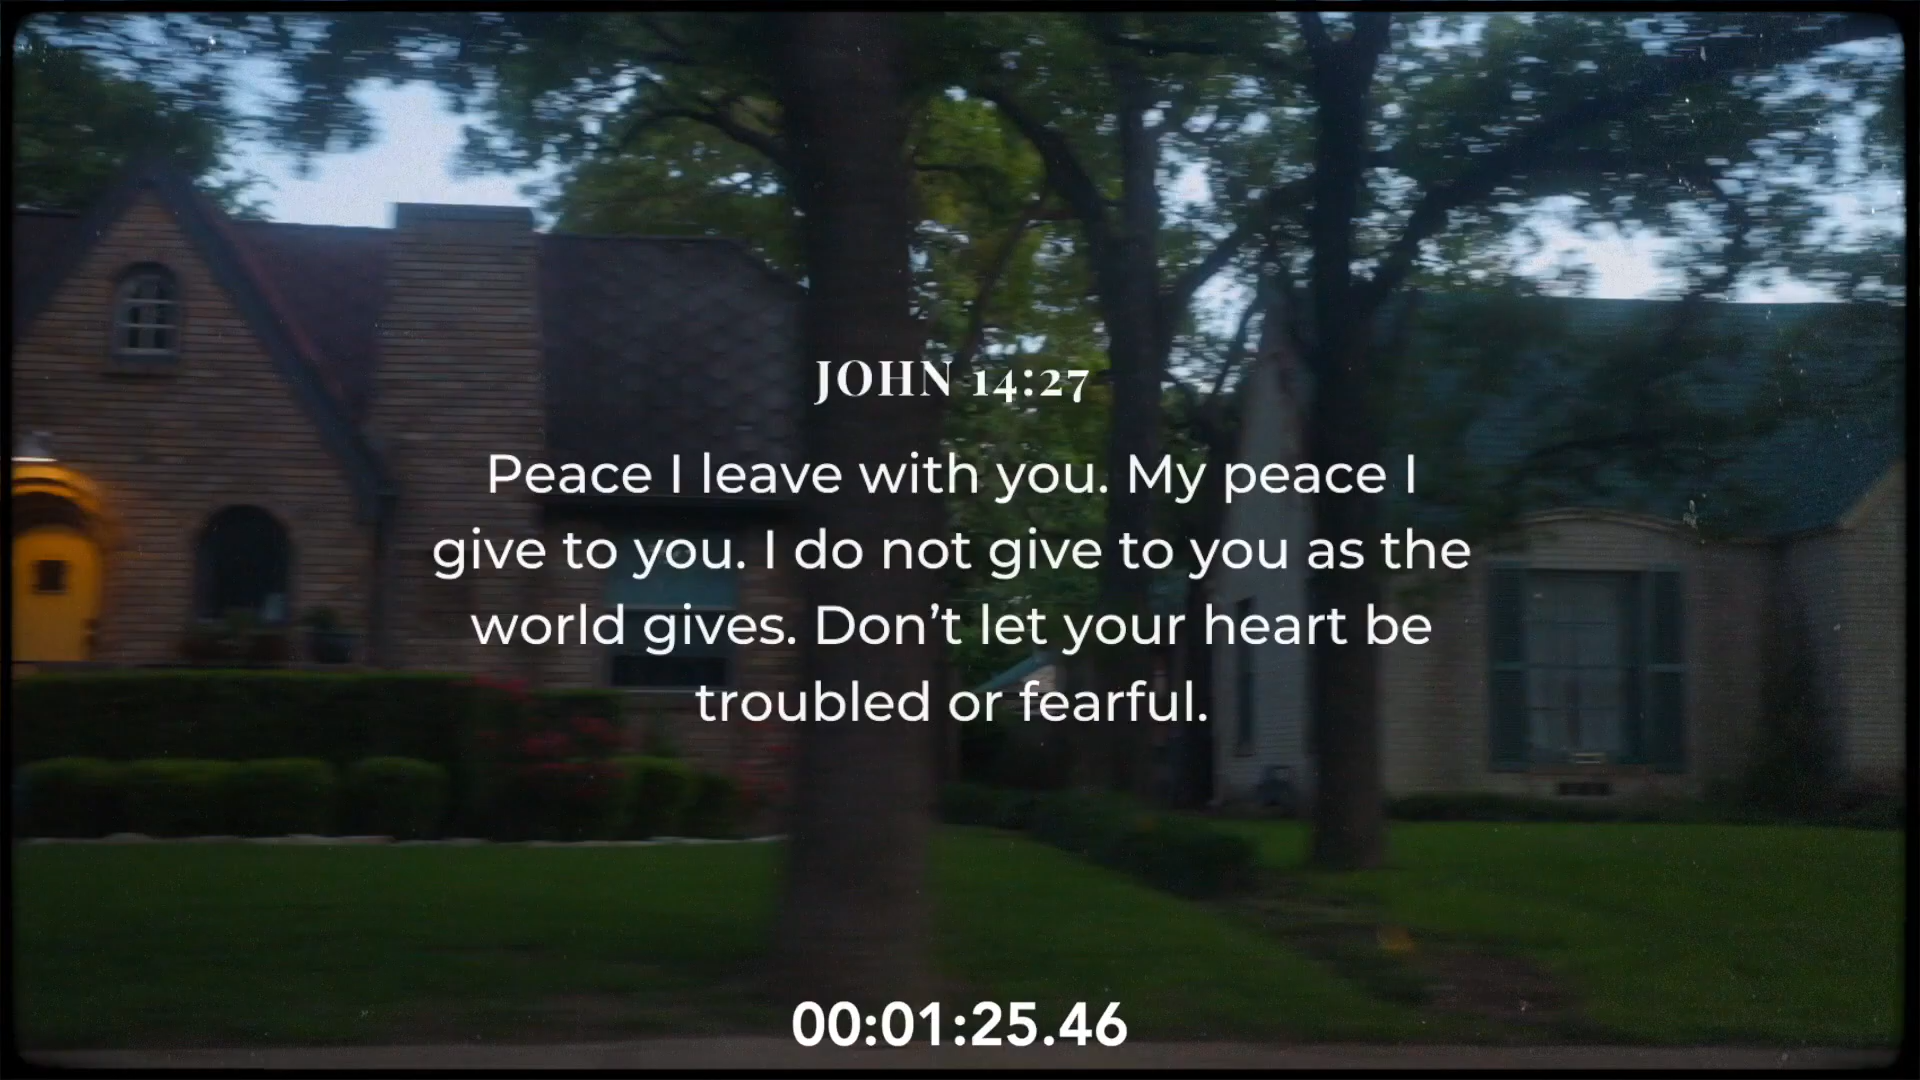 JOHN 14:27
Peace I leave with you. My peace I
give to you. I do not give to you as the
world gives. Don’t let your heart be
troubled or fearful.
00:01:25.46